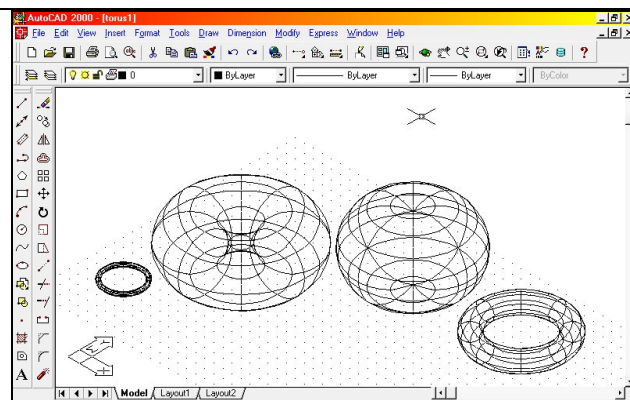 AutoCAD 2000 - [torus1]
File Edit View Insert Format Tools Draw Dimension Modify Express Window Help
0 ByLayer ByLayer ByLayer ByColor
A
Model Layout1 Layout2